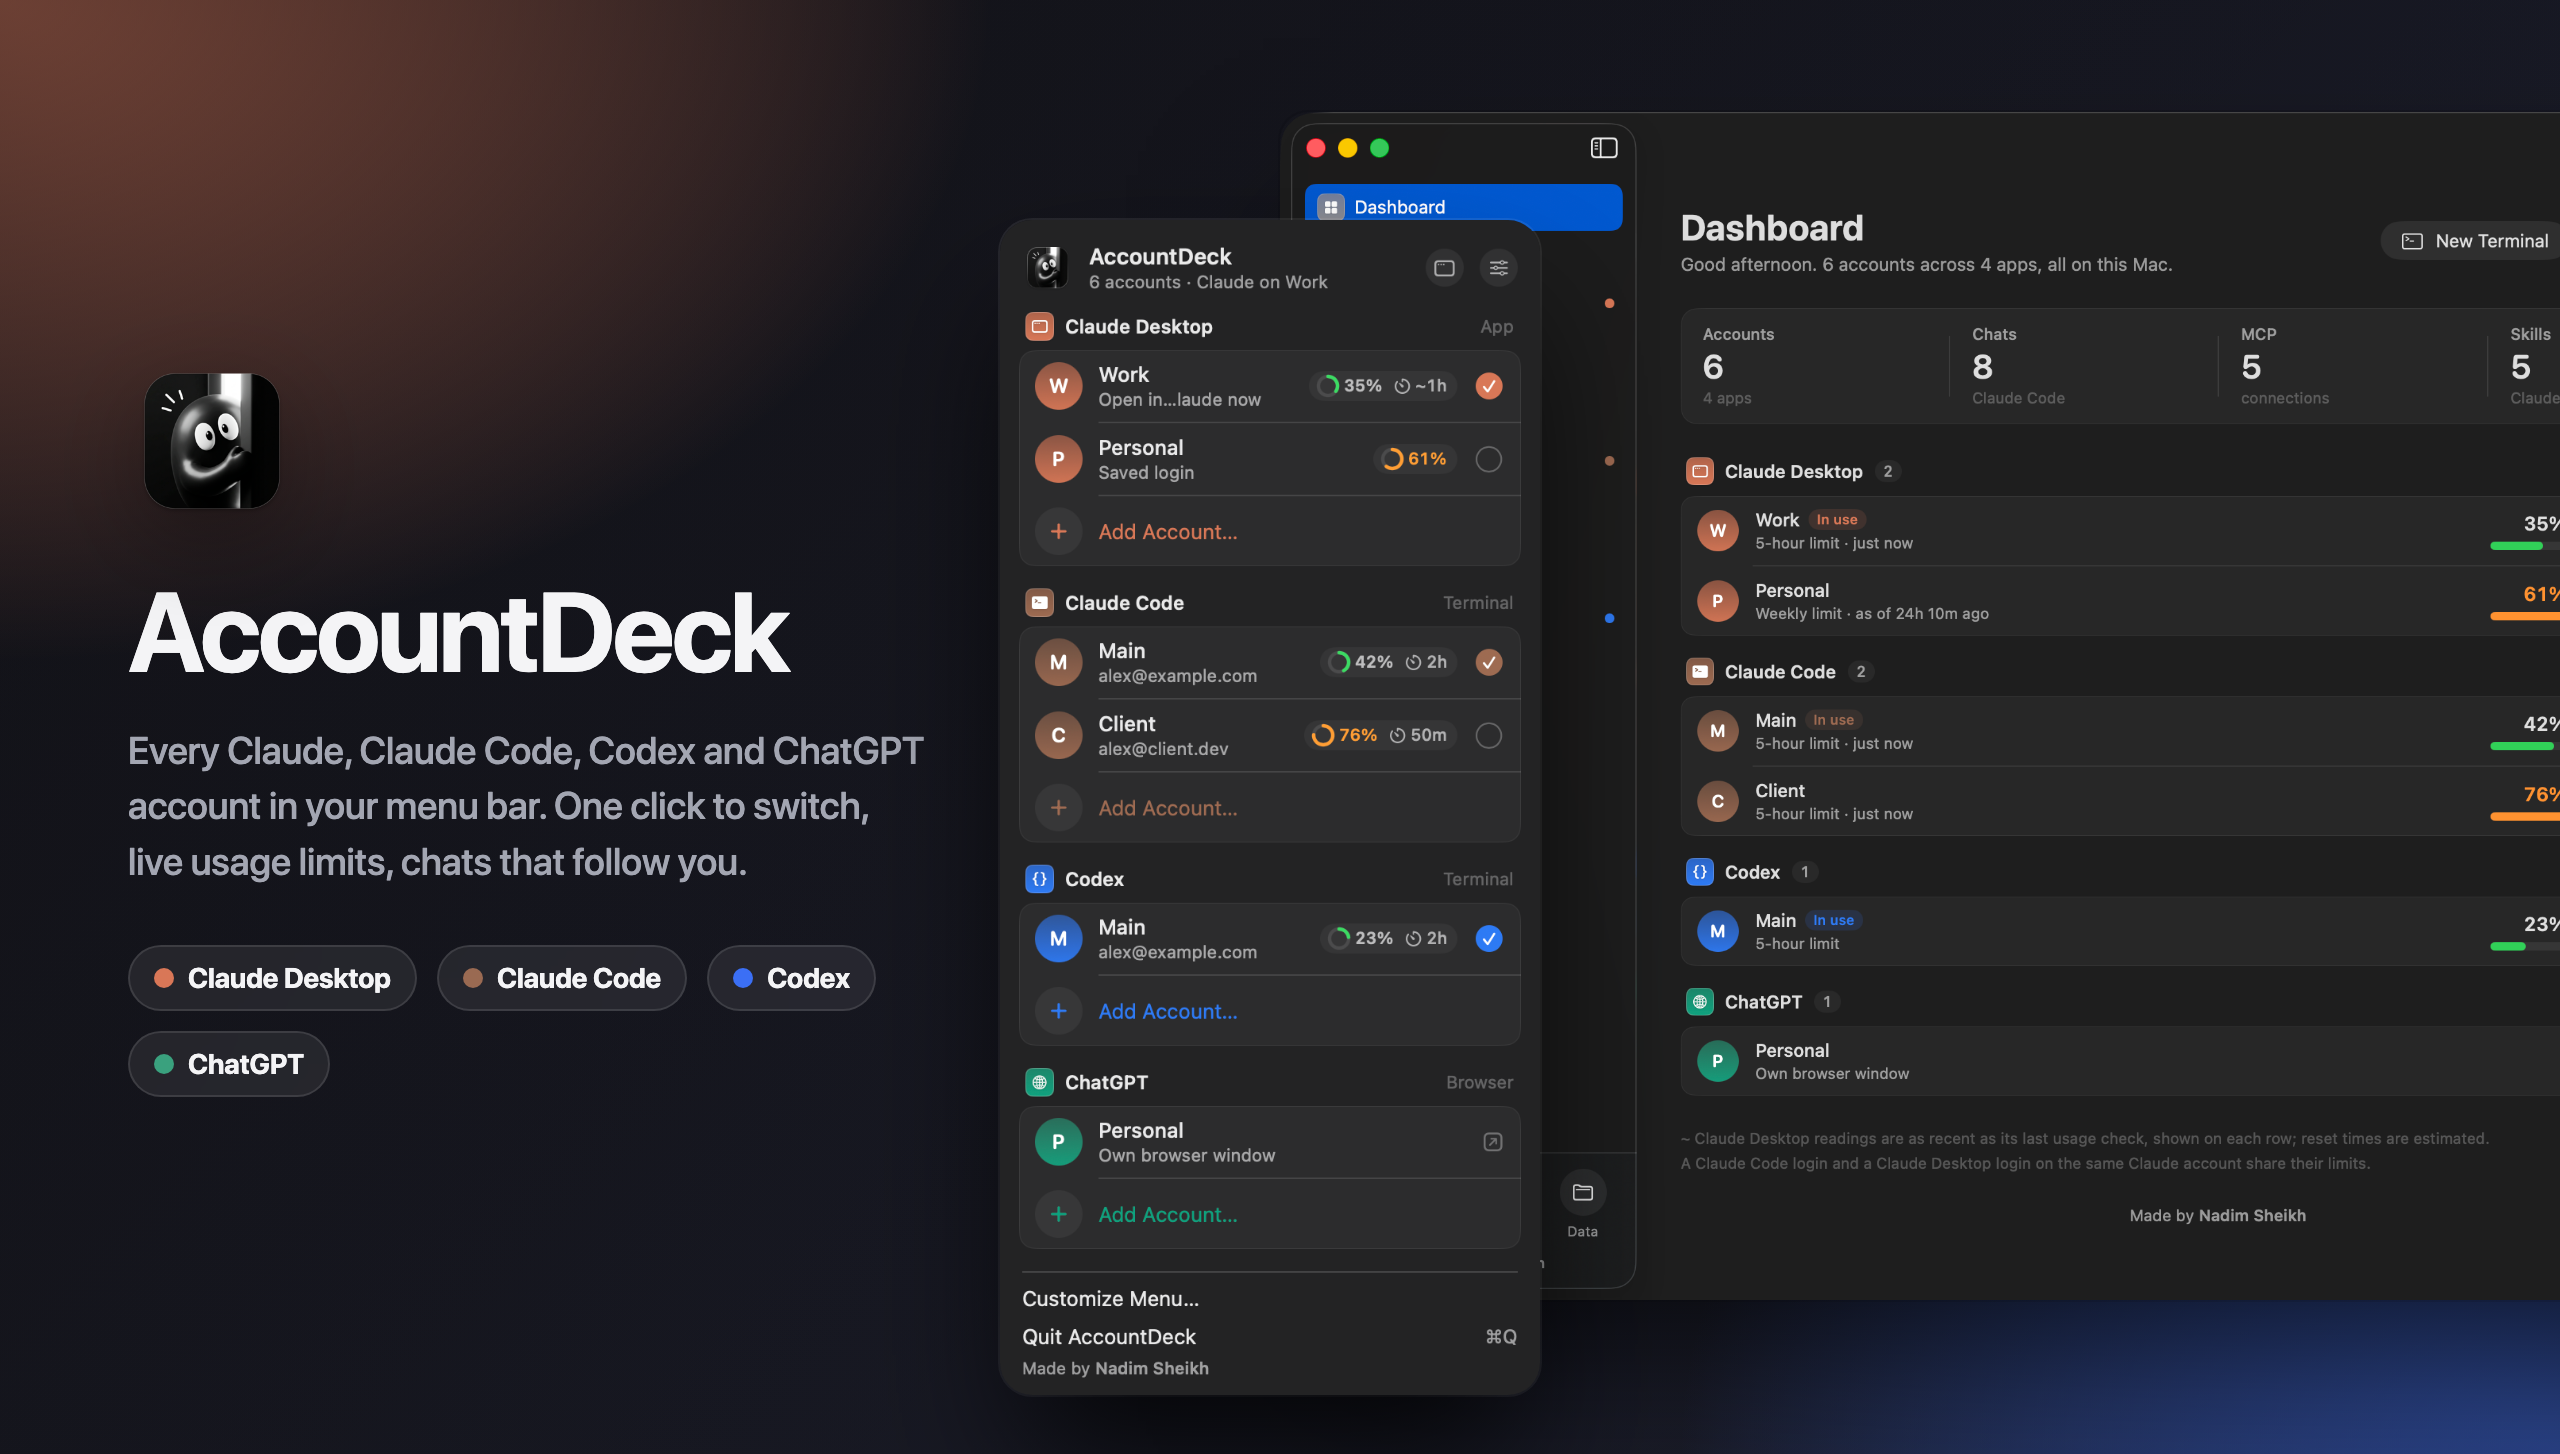 AccountDeck
Every Claude, Claude Code, Codex and ChatGPT
account in your menu bar. One click to switch,
live usage limits, chats that follow you.
Claude Desktop
Claude Code
Codex
ChatGPT
AccountDeck
6 accounts · Claude on Work
Claude Desktop App
W Work
Open in...laude now
35% ~1h
P Personal
Saved login
61%
+ Add Account...
Claude Code Terminal
M Main
alex@example.com
42% 2h
C Client
alex@client.dev
76% 50m
+ Add Account...
Codex Terminal
M Main
alex@example.com
23% 2h
+ Add Account...
ChatGPT Browser
P Personal
Own browser window
+ Add Account...
Customize Menu...
Quit AccountDeck ⌘Q
Made by Nadim Sheikh
Dashboard
Data
Dashboard
Good afternoon. 6 accounts across 4 apps, all on this Mac.
New Terminal
Accounts
6
4 apps
Chats
8
Claude Code
MCP
5
connections
Skills
5
Claude
Claude Desktop 2
W Work In use
5-hour limit · just now
35%
P Personal
Weekly limit · as of 24h 10m ago
61%
Claude Code 2
M Main In use
5-hour limit · just now
42%
C Client
5-hour limit · just now
76%
Codex 1
M Main In use
5-hour limit
23%
ChatGPT 1
P Personal
Own browser window
~ Claude Desktop readings are as recent as its last usage check, shown on each row; reset times are estimated.
A Claude Code login and a Claude Desktop login on the same Claude account share their limits.
Made by Nadim Sheikh